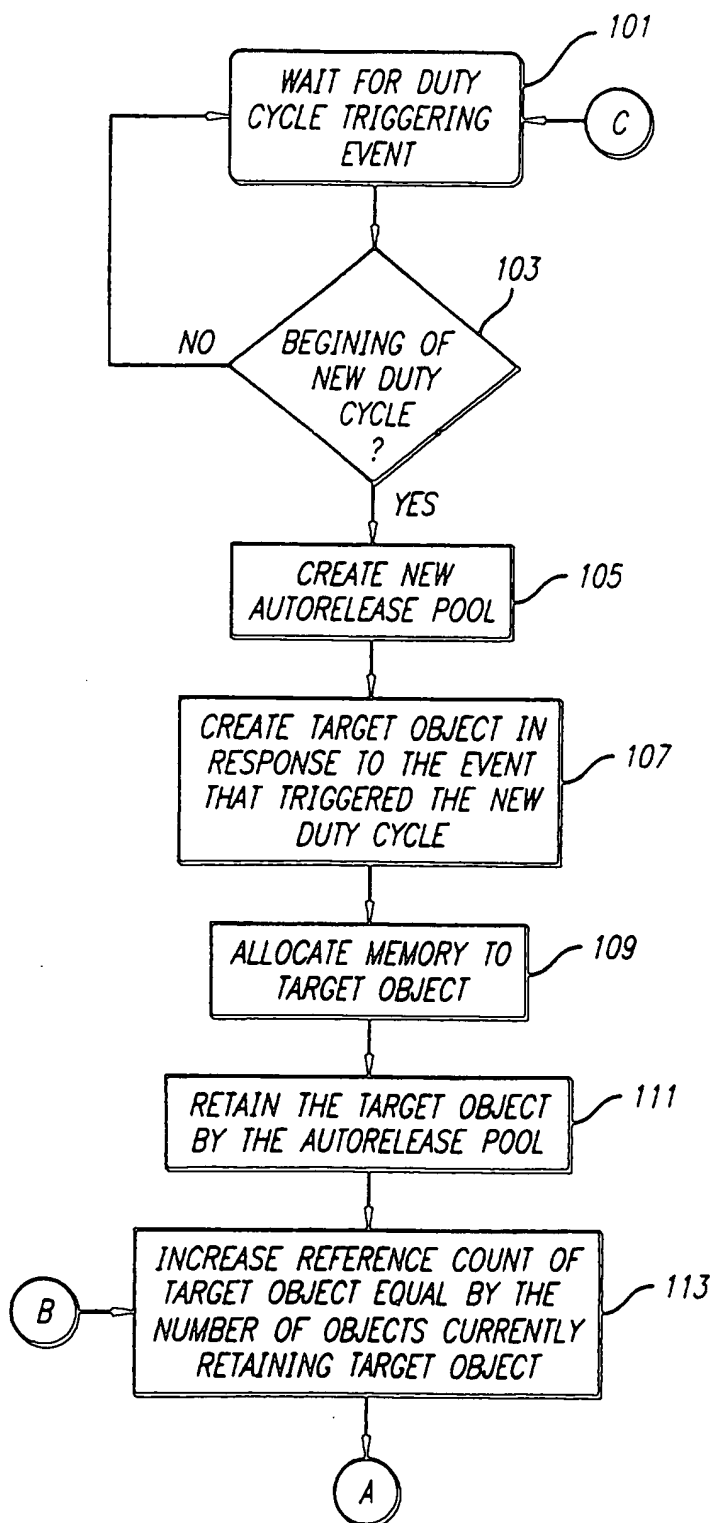 101
WAIT FOR DUTY
CYCLE TRIGGERING
EVENT
C
103
NO
BEGINING OF
NEW DUTY
CYCLE
?
YES
CREATE NEW
AUTORELEASE POOL
105
CREATE TARGET OBJECT IN
RESPONSE TO THE EVENT
THAT TRIGGERED THE NEW
DUTY CYCLE
107
ALLOCATE MEMORY TO
TARGET OBJECT
109
RETAIN THE TARGET OBJECT
BY THE AUTORELEASE POOL
111
INCREASE REFERENCE COUNT OF
TARGET OBJECT EQUAL BY THE
NUMBER OF OBJECTS CURRENTLY
RETAINING TARGET OBJECT
113
B
A